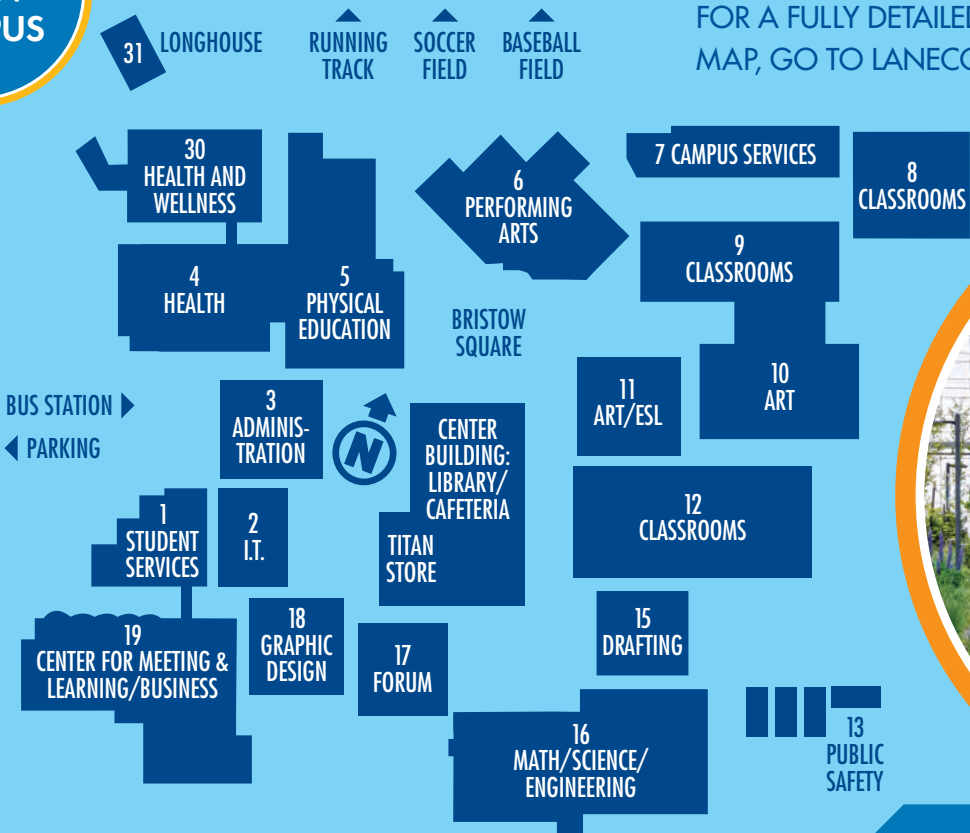 31 LONGHOUSE
RUNNING
TRACK
SOCCER
FIELD
BASEBALL
FIELD
FOR A FULLY DETAILED
MAP, GO TO
30
HEALTH AND
WELLNESS
6
PERFORMING
ARTS
7 CAMPUS SERVICES
8
CLASSROOMS
9
CLASSROOMS
4
HEALTH
5
PHYSICAL
EDUCATION
BRISTOW
SQUARE
10
ART
11
ART/ESL
BUS STATION
PARKING
3
ADMINIS-
TRATION
N
CENTER
BUILDING:
LIBRARY/
CAFETERIA
TITAN
STORE
12
CLASSROOMS
1
STUDENT
SERVICES
2
I.T.
19
CENTER FOR MEETING &
LEARNING/BUSINESS
18
GRAPHIC
DESIGN
17
FORUM
15
DRAFTING
16
MATH/SCIENCE/
ENGINEERING
13
PUBLIC
SAFETY